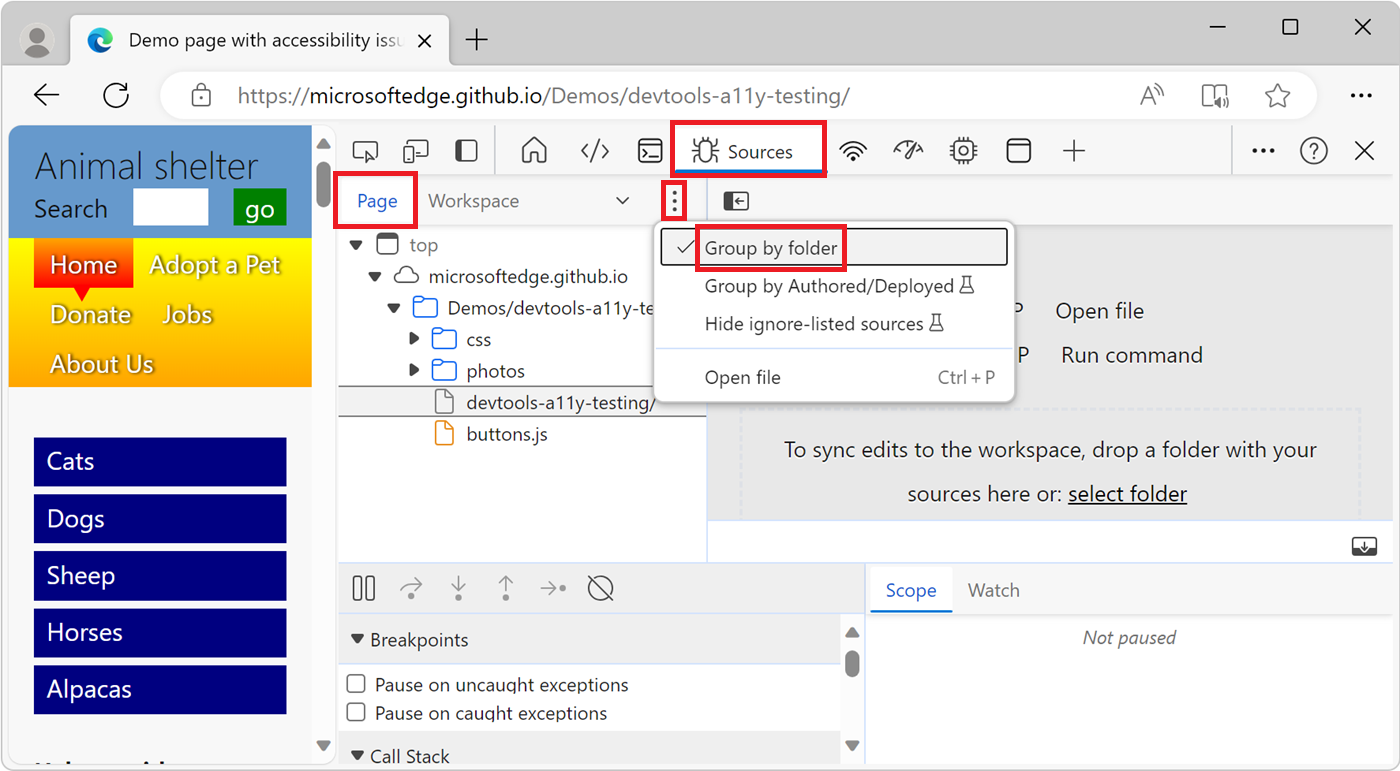 Demo page with accessibility issu
https://microsoftedge.github.io/Demos/devtools-a11y-testing/
Animal shelter
Search go
Home Adopt a Pet
Donate Jobs
About Us
Cats
Dogs
Sheep
Horses
Alpacas
Sources
Page Workspace
top
microsoftedge.github.io
Demos/devtools-a11y-te
css
photos
devtools-a11y-testing/
buttons.js
Group by folder
Group by Authored/Deployed
Hide ignore-listed sources
Open file Ctrl + P
P Open file
P Run command
To sync edits to the workspace, drop a folder with your
sources here or: select folder
Breakpoints
Pause on uncaught exceptions
Pause on caught exceptions
Call Stack
Scope Watch
Not paused